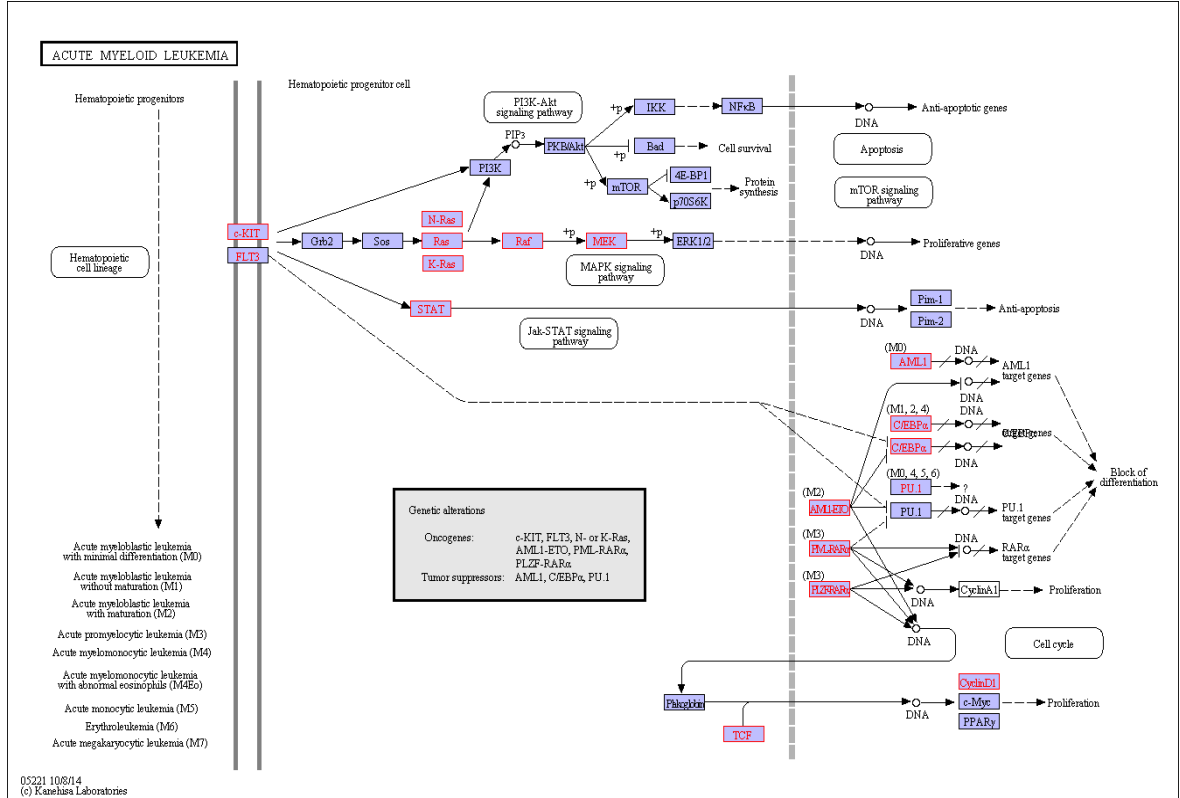 ACUTE MYELOID LEUKEMIA
Hematopoietic progenitor cell
Hematopoietic progenitors
PI3K-Akt
signaling pathway
+p
IKK
NFκB
DNA
Anti-apoptotic genes
PIP3
PKB/Akt
+p
Bad
Cell survival
Apoptosis
PI3K
+p
mTOR
4E-BP1
p70S6K
Protein
synthesis
mTOR signaling
pathway
c-KIT
FLT3
Grb2
Sos
N-Ras
Ras
K-Ras
Raf
+p
MEK
+p
ERK1/2
DNA
Proliferative genes
MAPK signaling
pathway
Hematopoietic
cell lineage
STAT
DNA
Pim-1
Pim-2
Anti-apoptosis
Jak-STAT signaling
pathway
(M0)
AML1
DNA
AML1
target genes
DNA
(M1, 2, 4)
DNA
C/EBPα
C/EBPα
DNA
genes
(M0, 4, 5, 6)
PU.1
?
DNA
PU.1
PU.1
target genes
Block of
differentiation
(M2)
AML1-ETO
(M3)
PML-RARα
DNA
RARα
target genes
(M3)
PLZF-RARα
DNA
CyclinA1
Proliferation
DNA
Cell cycle
Genetic alterations
Oncogenes: c-KIT, FLT3, N- or K-Ras,
AML1-ETO, PML-RARα,
PLZF-RARα
Tumor suppressors: AML1, C/EBPα, PU.1
Acute myeloblastic leukemia
with minimal differentiation (M0)
Acute myeloblastic leukemia
without maturation (M1)
Acute myeloblastic leukemia
with maturation (M2)
Acute promyelocytic leukemia (M3)
Acute myelomonocytic leukemia (M4)
Acute myelomonocytic leukemia
with abnormal eosinophils (M4Eo)
Acute monocytic leukemia (M5)
Erythroleukemia (M6)
Acute megakaryocytic leukemia (M7)
Plakoglobin
TCF
DNA
CyclinD1
c-Myc
PPARγ
Proliferation
05221 10/8/14
(c) Kanehisa Laboratories